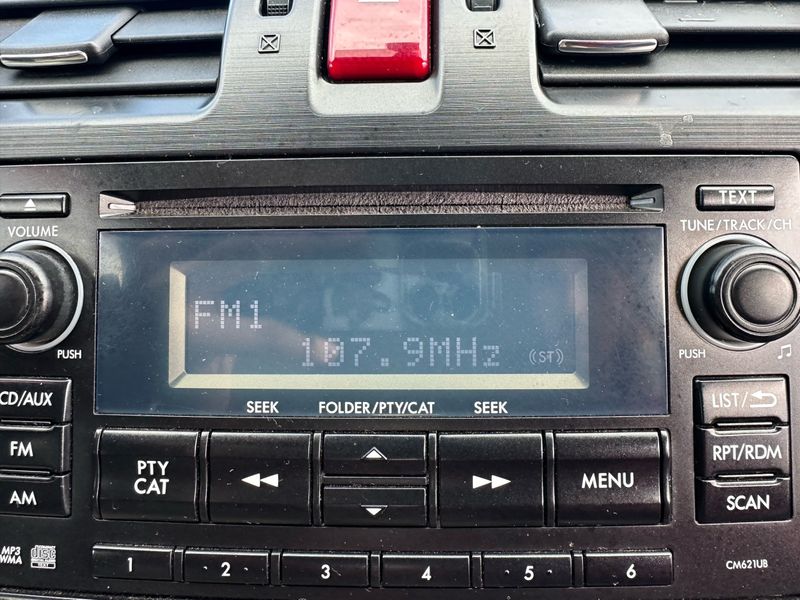 TEXT
VOLUME
TUNE/TRACK/CH
FM1
107.9MHz (ST)
PUSH
PUSH
SEEK FOLDER/PTY/CAT SEEK
CD/AUX
FM
AM
PTY
CAT
MENU
LIST/
RPT/RDM
SCAN
1 2 3 4 5 6
MP3
WMA
CM621UB